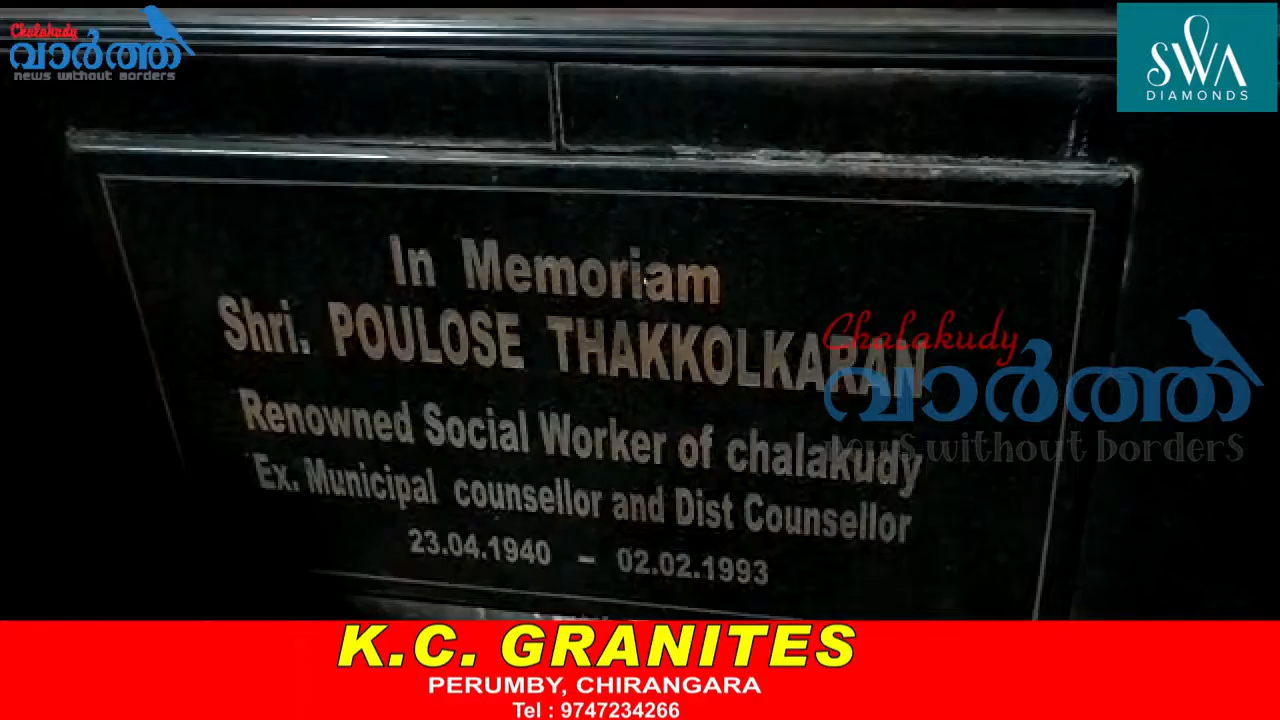 Chalakudy
വാർത്ത
news without borders
SWA
DIAMONDS
In Memoriam
Shri. POULOSE THAKKOLKARAN
Renowned Social Worker of chalakudy
Ex. Municipal counsellor and Dist Counsellor
23.04.1940 – 02.02.1993
Chalakudy
വാർത്ത
news without borders
K.C. GRANITES
PERUMBY, CHIRANGARA
Tel : 9747234266